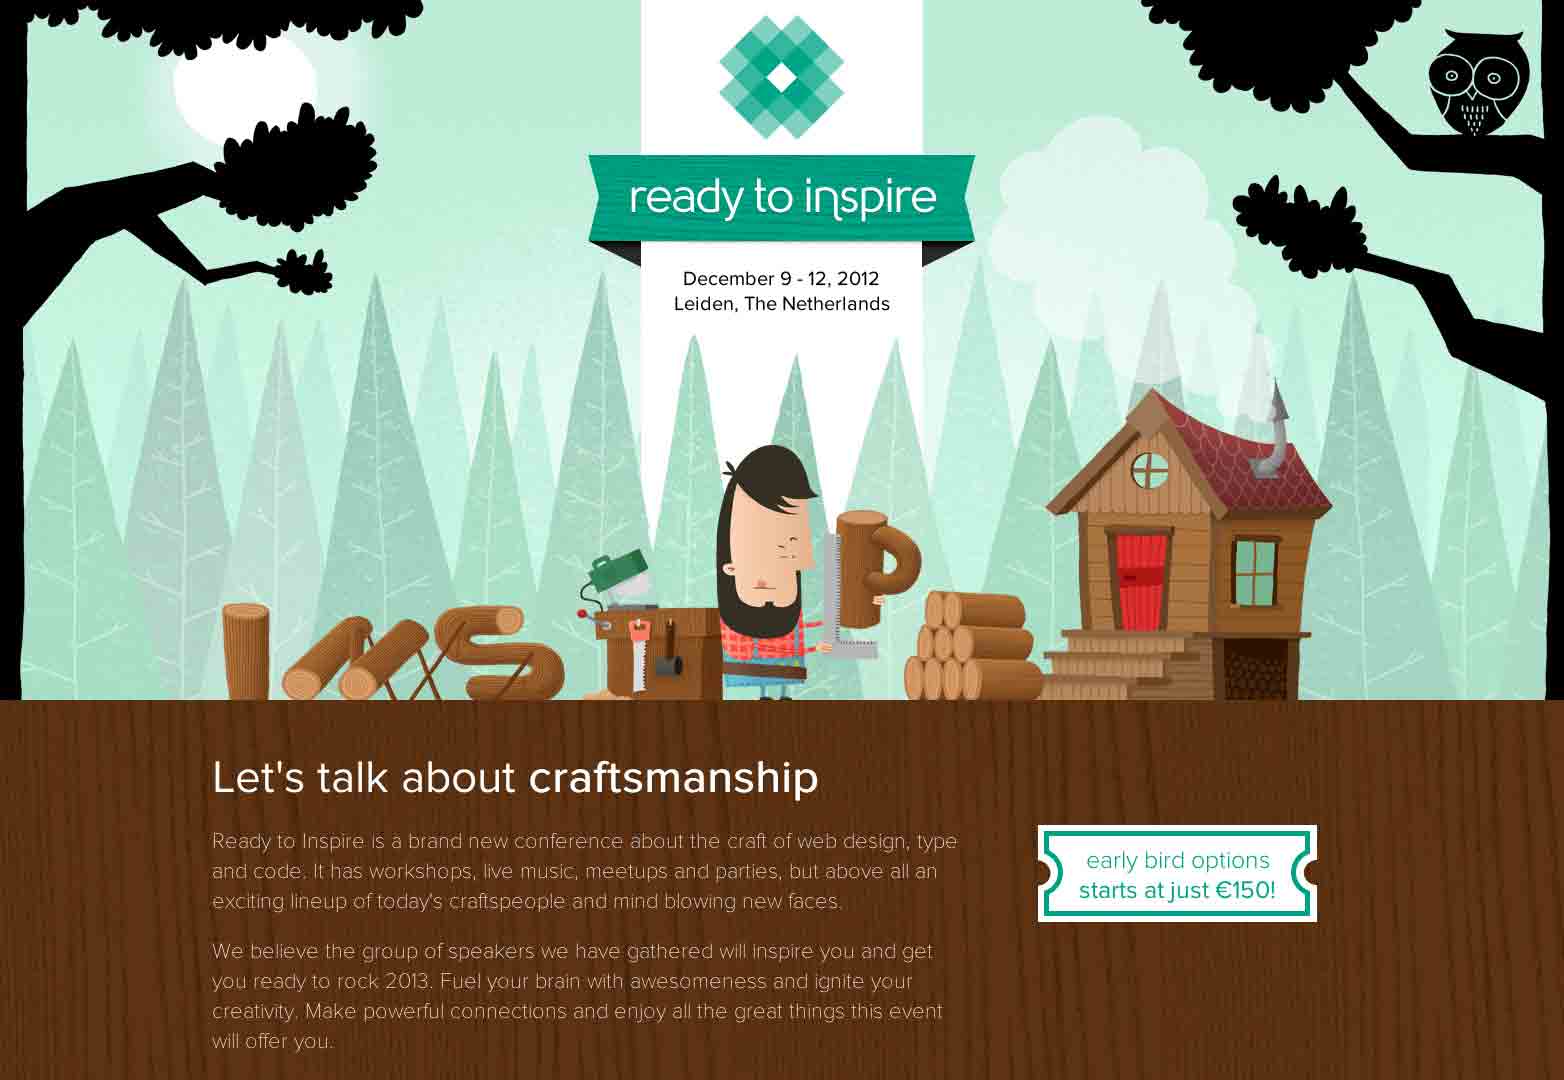 ready to inspire
December 9 - 12, 2012
Leiden, The Netherlands
INSP
Let's talk about craftsmanship
Ready to Inspire is a brand new conference about the craft of web design, type
and code. It has workshops, live music, meetups and parties, but above all an
exciting lineup of today's craftspeople and mind blowing new faces.
early bird options
starts at just €150!
We believe the group of speakers we have gathered will inspire you and get
you ready to rock 2013. Fuel your brain with awesomeness and ignite your
creativity. Make powerful connections and enjoy all the great things this event
will offer you.